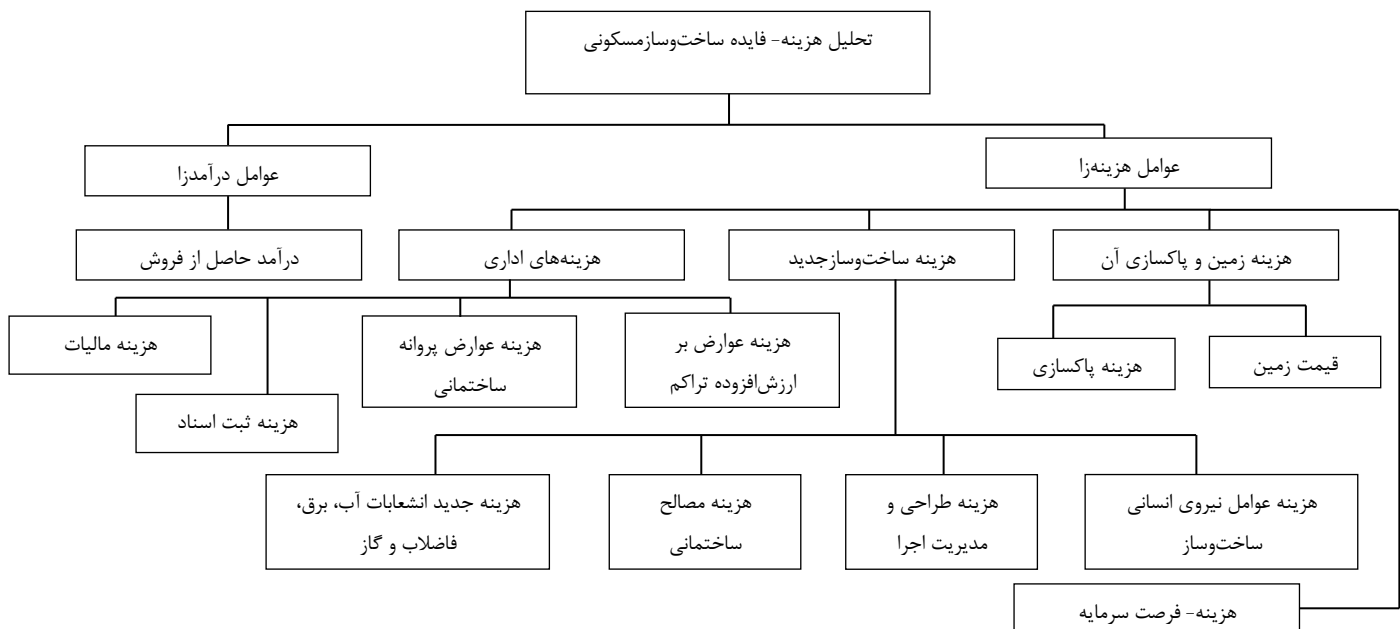 تحلیل هزینه- فایده ساخت‌وسازمسکونی
عوامل هزینه‌زا
عوامل درآمدزا
هزینه زمین و پاکسازی آن
هزینه ساخت‌وسازجدید
هزینه‌های اداری
درآمد حاصل از فروش
قیمت زمین
هزینه پاکسازی
هزینه عوارض بر
ارزش‌افزوده تراکم
هزینه عوارض پروانه
ساختمانی
هزینه مالیات
هزینه ثبت اسناد
هزینه عوامل نیروی انسانی
ساخت‌وساز
هزینه طراحی و
مدیریت اجرا
هزینه مصالح
ساختمانی
هزینه جدید انشعابات آب، برق،
فاضلاب و گاز
هزینه- فرصت سرمایه